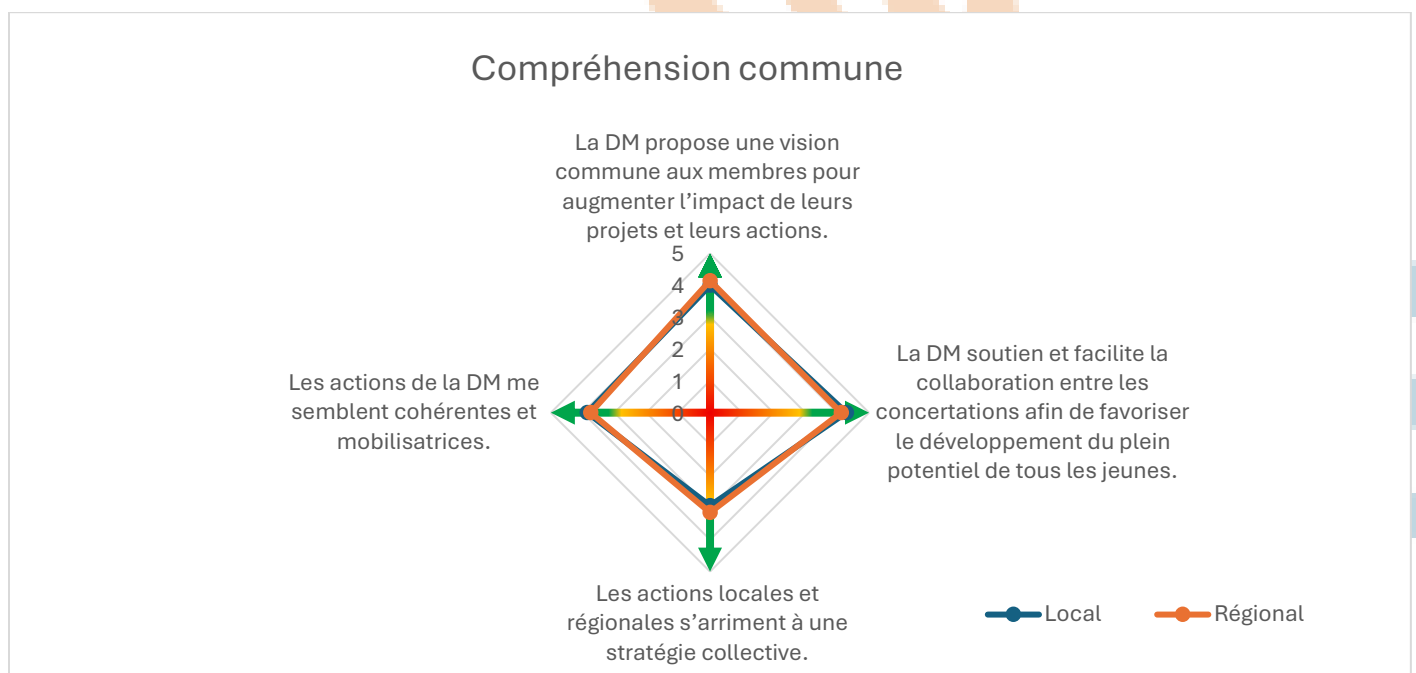 Compréhension commune
La DM propose une vision
commune aux membres pour
augmenter l’impact de leurs
projets et leurs actions.
5
4
3
2
1
0
La DM soutien et facilite la
collaboration entre les
concertations afin de favoriser
le développement du plein
potentiel de tous les jeunes.
Les actions de la DM me
semblent cohérentes et
mobilisatrices.
Les actions locales et
régionales s’arriment à une
stratégie collective.
Local
Régional